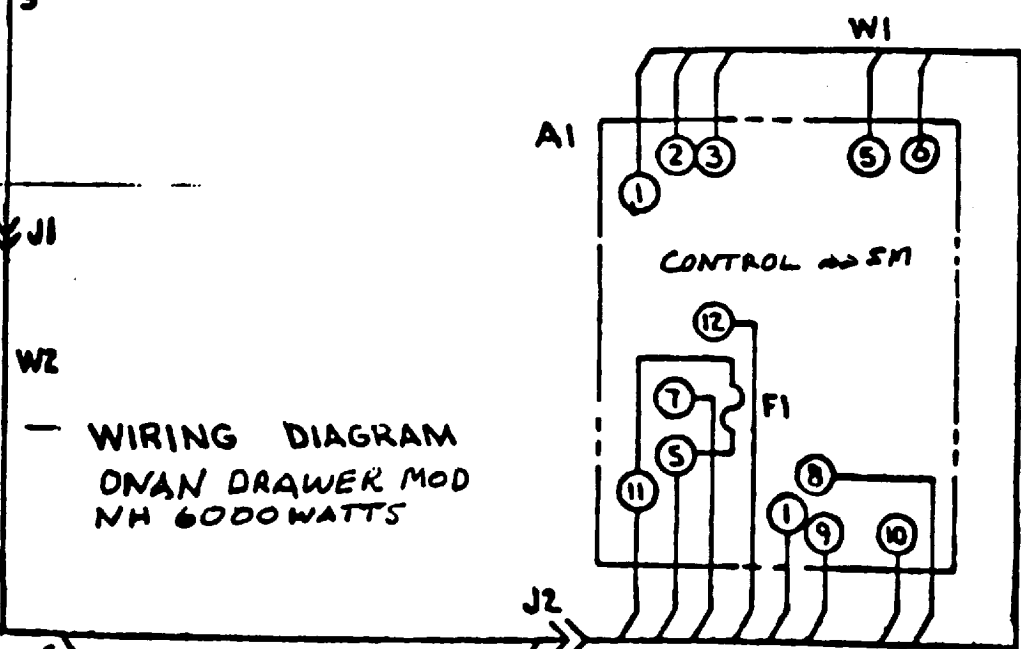 W1
A1
2 3 5 6
1
J1
CONTROL
SM
12
W2
7
F1
WIRING DIAGRAM
5
ONAN DRAWER MOD
8
11
NH 6000 WATTS
1
9
10
J2